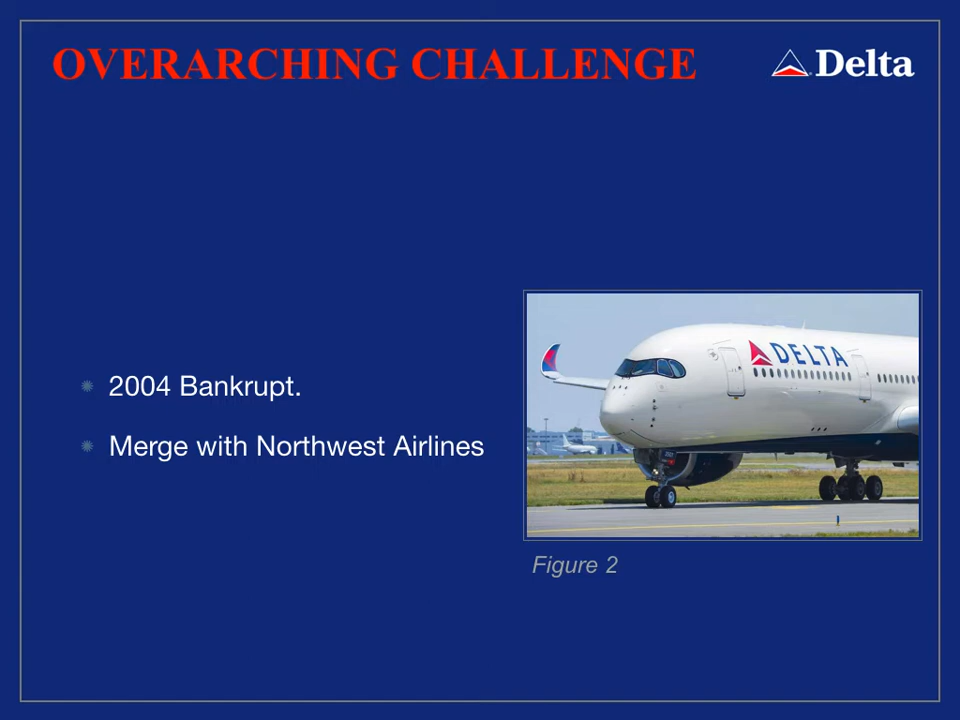 OVERARCHING CHALLENGE
Delta
2004 Bankrupt.
Merge with Northwest Airlines
DELTA
Figure 2